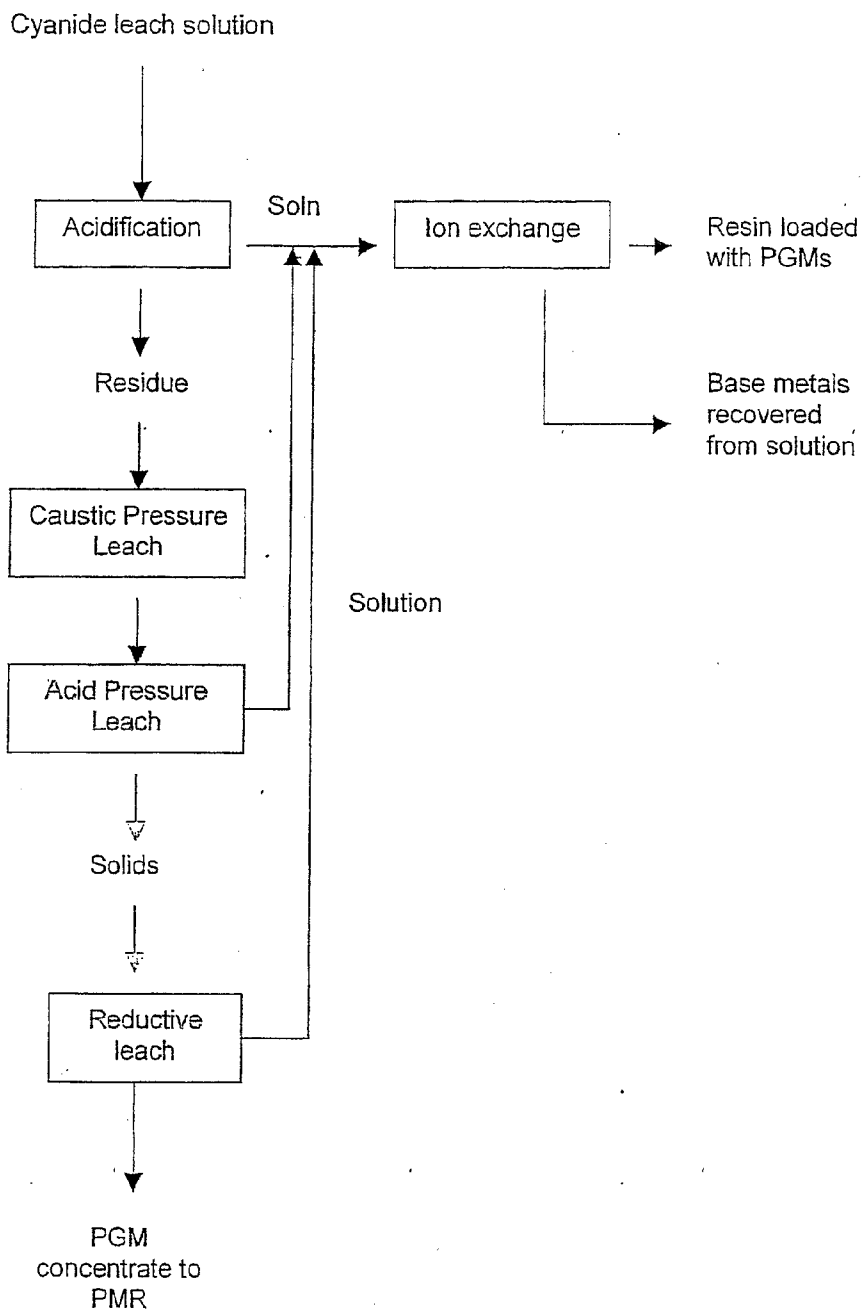 Cyanide leach solution
Acidification
Soln
Ion exchange
Resin loaded
with PGMs
Residue
Base metals
recovered
from solution
Caustic Pressure
Leach
Solution
Acid Pressure
Leach
Solids
Reductive
leach
PGM
concentrate to
PMR